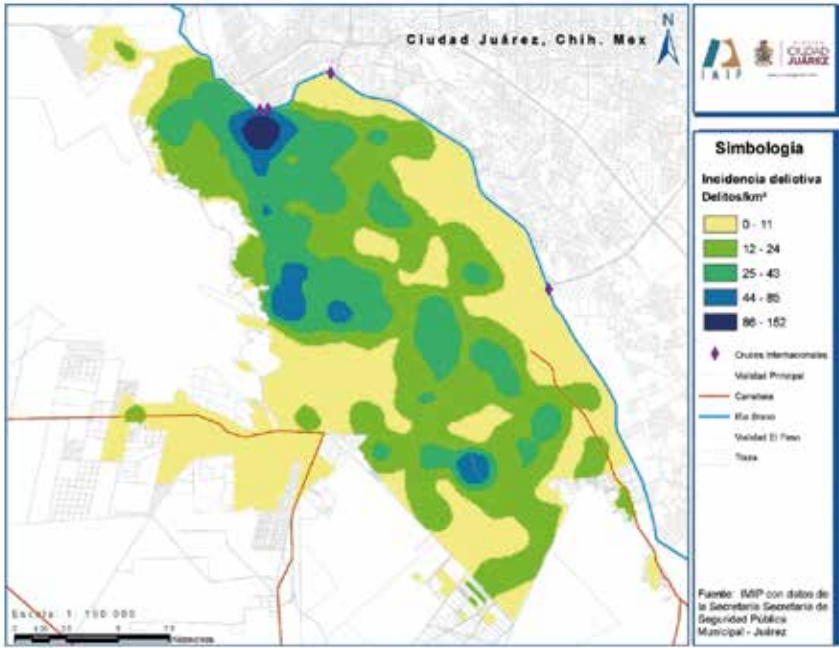 Ciudad Juárez, Chih. Mex
N
IMIP
CIUDAD
JUÁREZ
Simbología
Incidencia delictiva
Delitos/km²
0 - 11
12 - 24
25 - 43
44 - 85
86 - 152
Cruces Internacionales
Vialidad Principal
Carretera
Río Bravo
Vialidad El Paso
Traza
Escala: 1: 150 000
Fuente: IMIP con datos de
la Secretaria Secretaria de
Seguridad Pública
Municipal - Juárez